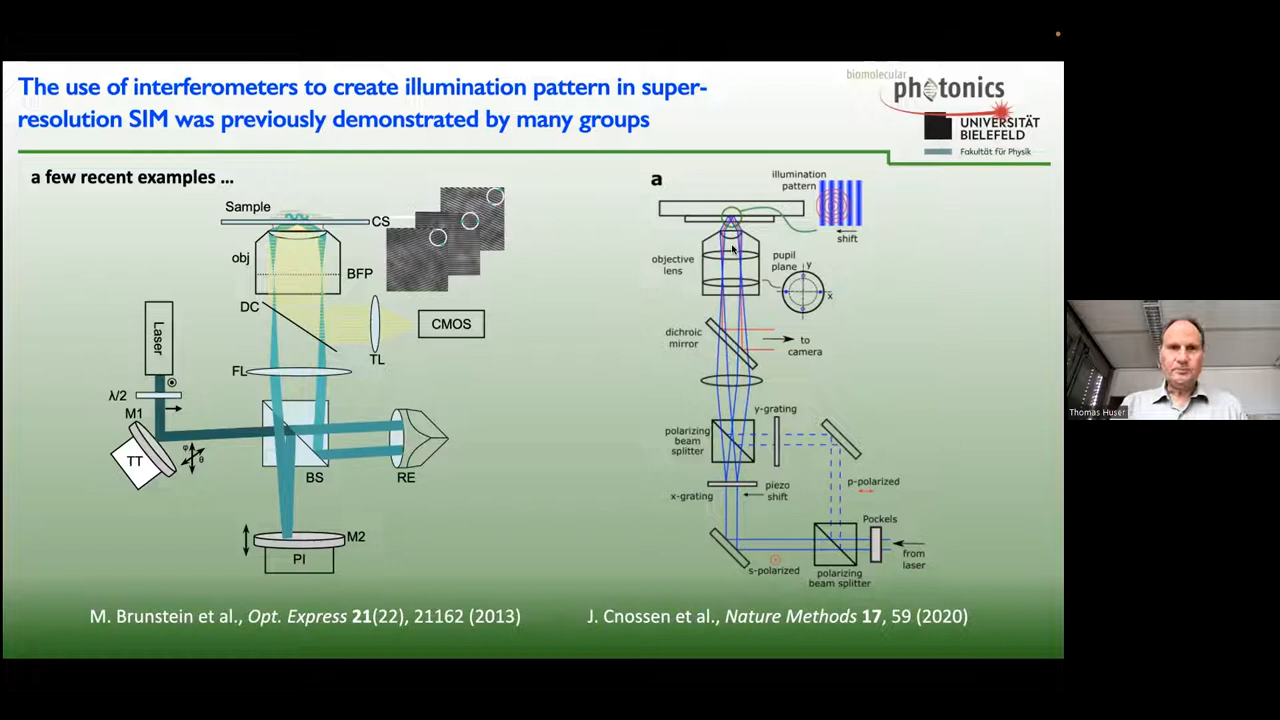 The use of interferometers to create illumination pattern in super-
resolution SIM was previously demonstrated by many groups
biomolecular
photonics
UNIVERSITÄT
BIELEFELD
Fakultät für Physik
a few recent examples ...
Sample
CS
obj
BFP
DC
CMOS
TL
Laser
FL
λ/2
M1
TT
φ
θ
BS
RE
M2
PI
M. Brunstein et al., Opt. Express 21(22), 21162 (2013)
a
illumination
pattern
shift
objective
lens
pupil
plane
y
x
dichroic
mirror
to
camera
y-grating
polarizing
beam
splitter
x-grating
piezo
shift
p-polarized
Pockels
from
laser
s-polarized
polarizing
beam splitter
J. Cnossen et al., Nature Methods 17, 59 (2020)
Thomas Huser